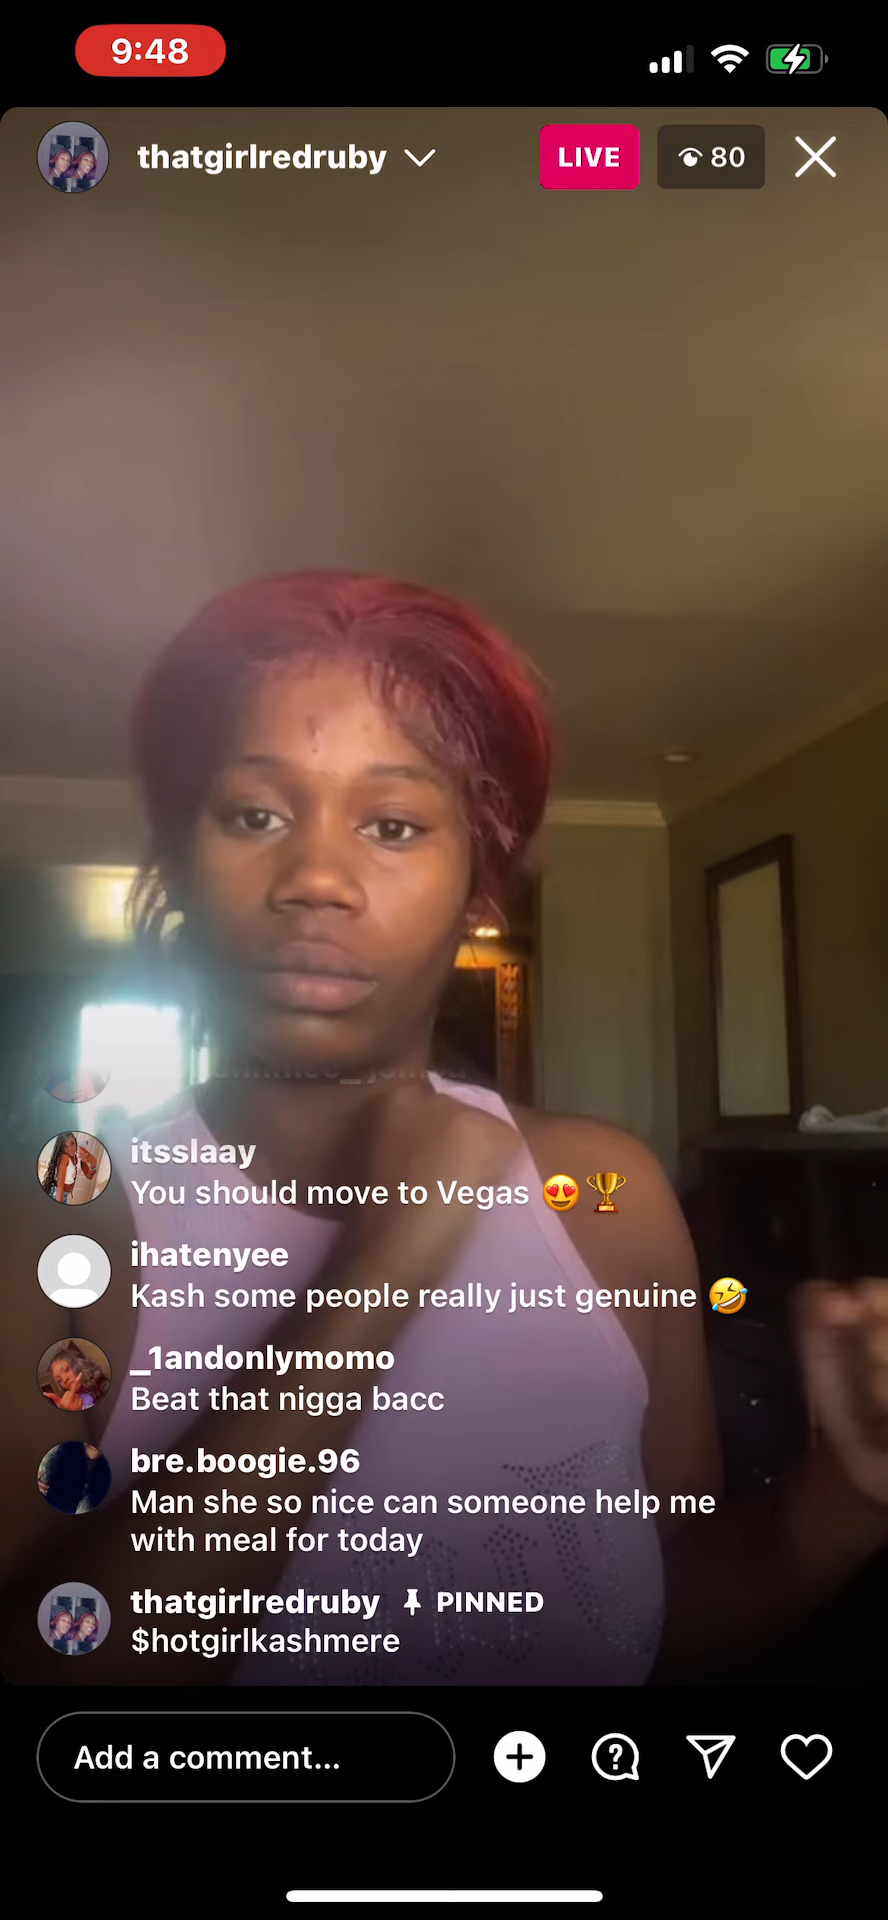 9:48
thatgirlredruby
LIVE
80
itsslaay
You should move to Vegas 😍🏆
ihatenyee
Kash some people really just genuine 🤣
_1andonlymomo
Beat that nigga bacc
bre.boogie.96
Man she so nice can someone help me
with meal for today
thatgirlredruby PINNED
$hotgirlkashmere
Add a comment...